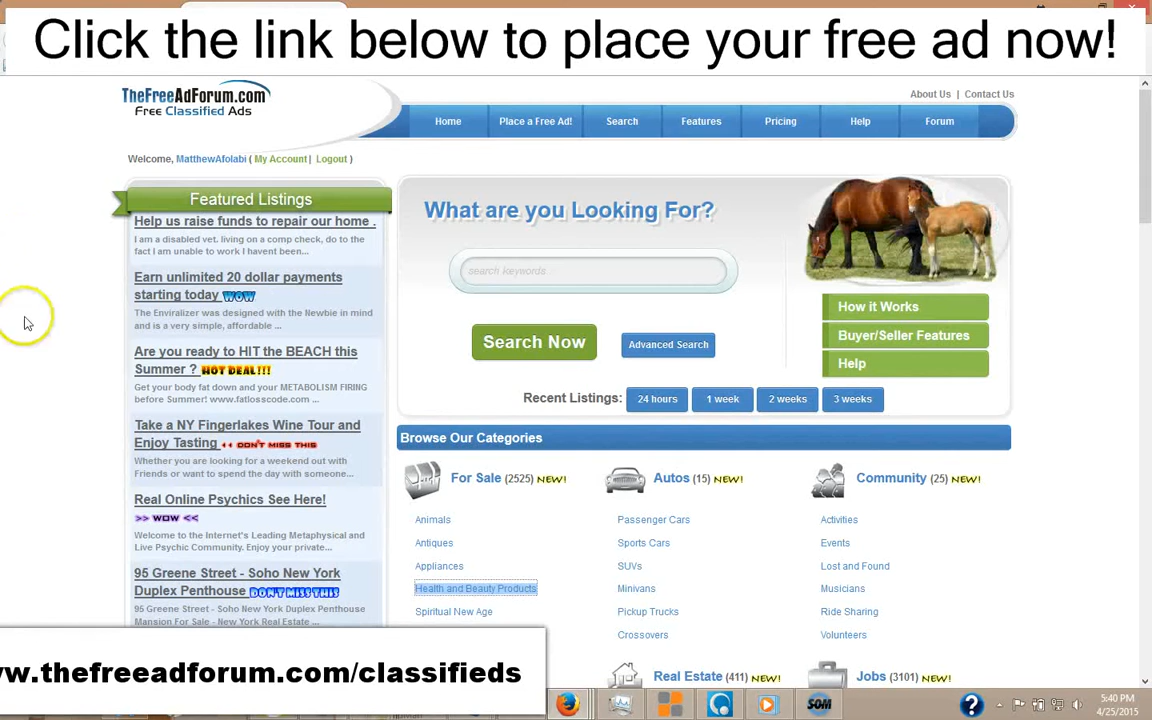 Click the link below to place your free ad now!
TheFreeAdForum.com
Free Classified Ads
About Us | Contact Us
Home Place a Free Ad! Search Features Pricing Help Forum
Welcome, MatthewAfolabi ( My Account | Logout )
Featured Listings
Help us raise funds to repair our home .
I am a disabled vet. living on a comp check, do to the
fact I am unable to work I havent been...
Earn unlimited 20 dollar payments
starting today WOW
The Enviralizer was designed with the Newbie in mind
and is a very simple, affordable ...
Are you ready to HIT the BEACH this
Summer ? HOT DEAL!!!
Get your body fat down and your METABOLISM FIRING
before Summer! www.fatlosscode.com ...
Take a NY Fingerlakes Wine Tour and
Enjoy Tasting DON'T MISS THIS
Whether you are looking for a weekend out with
Friends or want to spend the day with someone...
Real Online Psychics See Here!
>> WOW <<
Welcome to the Internet's Leading Metaphysical and
Live Psychic Community. Enjoy your private...
95 Greene Street - Soho New York
Duplex Penthouse DON'T MISS THIS
95 Greene Street - Soho New York Duplex Penthouse
Mansion For Sale - New York Real Estate ...
What are you Looking For?
search keywords
Search Now Advanced Search
How it Works
Buyer/Seller Features
Help
Recent Listings: 24 hours 1 week 2 weeks 3 weeks
Browse Our Categories
For Sale (2525) NEW!
Animals
Antiques
Appliances
Health and Beauty Products
Spiritual New Age
Autos (15) NEW!
Passenger Cars
Sports Cars
SUVs
Minivans
Pickup Trucks
Crossovers
Community (25) NEW!
Activities
Events
Lost and Found
Musicians
Ride Sharing
Volunteers
Real Estate (411) NEW!
Jobs (3101) NEW!
w.thefreeadforum.com/classifieds
SOM
5:40 PM
4/25/2015